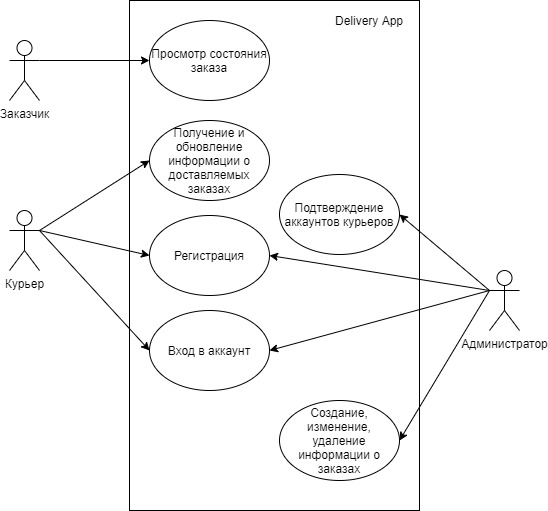 Delivery App
Просмотр состояния
заказа
Заказчик
Получение и
обновление
информации о
доставляемых
заказах
Подтверждение
аккаунтов курьеров
Регистрация
Курьер
Администратор
Вход в аккаунт
Создание,
изменение,
удаление
информации о
заказах